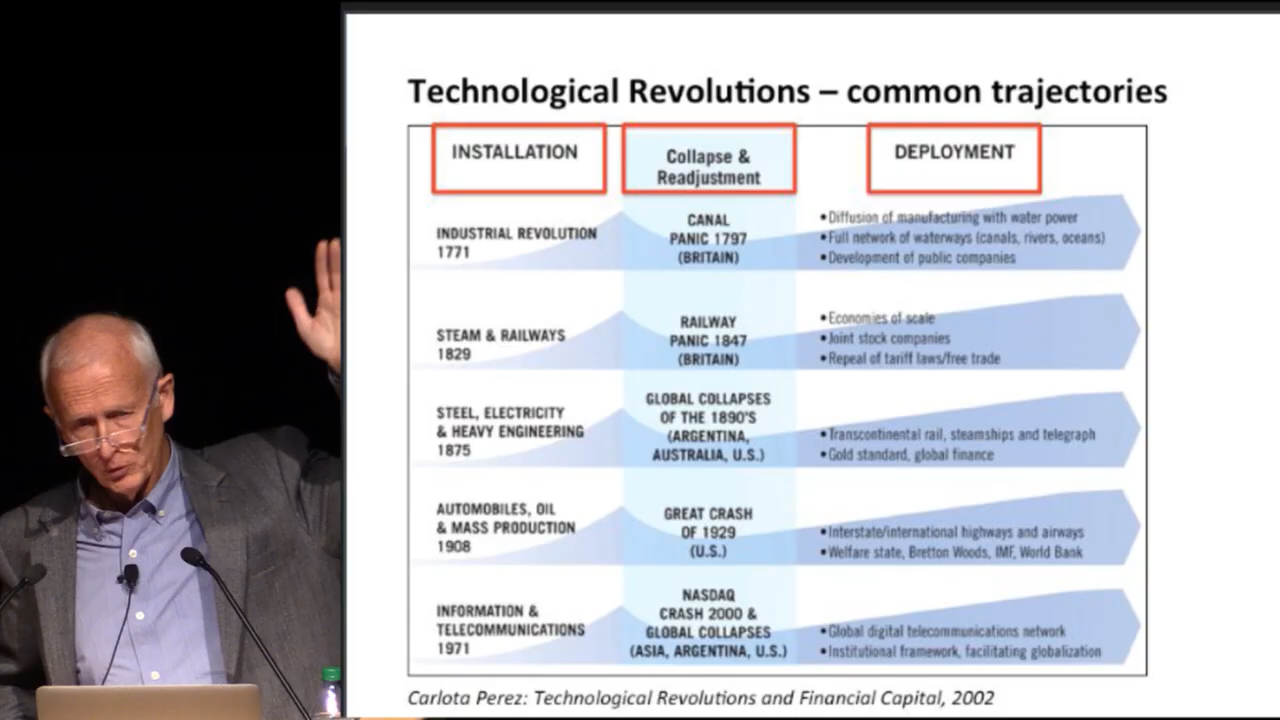 Technological Revolutions – common trajectories
INSTALLATION
Collapse &
Readjustment
DEPLOYMENT
INDUSTRIAL REVOLUTION
1771
CANAL
PANIC 1797
(BRITAIN)
•Diffusion of manufacturing with water power
•Full network of waterways (canals, rivers, oceans)
•Development of public companies
STEAM & RAILWAYS
1829
RAILWAY
PANIC 1847
(BRITAIN)
•Economies of scale
•Joint stock companies
•Repeal of tariff laws/free trade
STEEL, ELECTRICITY
& HEAVY ENGINEERING
1875
GLOBAL COLLAPSES
OF THE 1890'S
(ARGENTINA,
AUSTRALIA, U.S.)
•Transcontinental rail, steamships and telegraph
•Gold standard, global finance
AUTOMOBILES, OIL
& MASS PRODUCTION
1908
GREAT CRASH
OF 1929
(U.S.)
•Interstate/international highways and airways
•Welfare state, Bretton Woods, IMF, World Bank
INFORMATION &
TELECOMMUNICATIONS
1971
NASDAQ
CRASH 2000 &
GLOBAL COLLAPSES
(ASIA, ARGENTINA, U.S.)
•Global digital telecommunications network
•Institutional framework, facilitating globalization
Carlota Perez: Technological Revolutions and Financial Capital, 2002